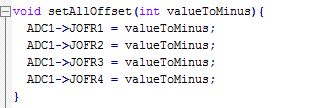 void setAllOffset(int valueToMinus){
ADC1->JOFR1 = valueToMinus;
ADC1->JOFR2 = valueToMinus;
ADC1->JOFR3 = valueToMinus;
ADC1->JOFR4 = valueToMinus;
}